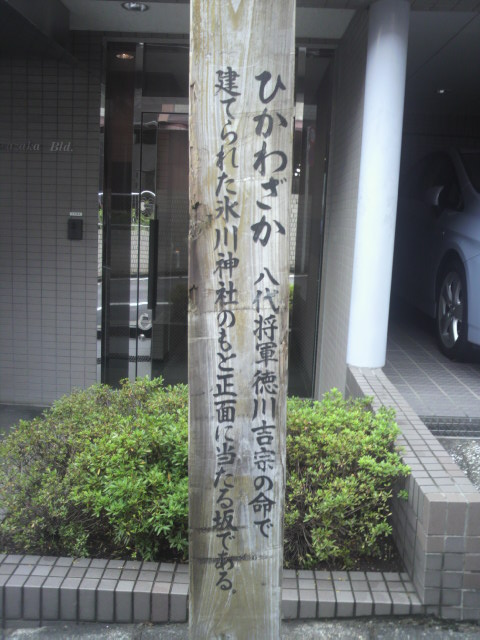 ひかわざか 八代将軍徳川吉宗の命で
建てられた氷川神社のもと正面に当たる坂である。
Bld.